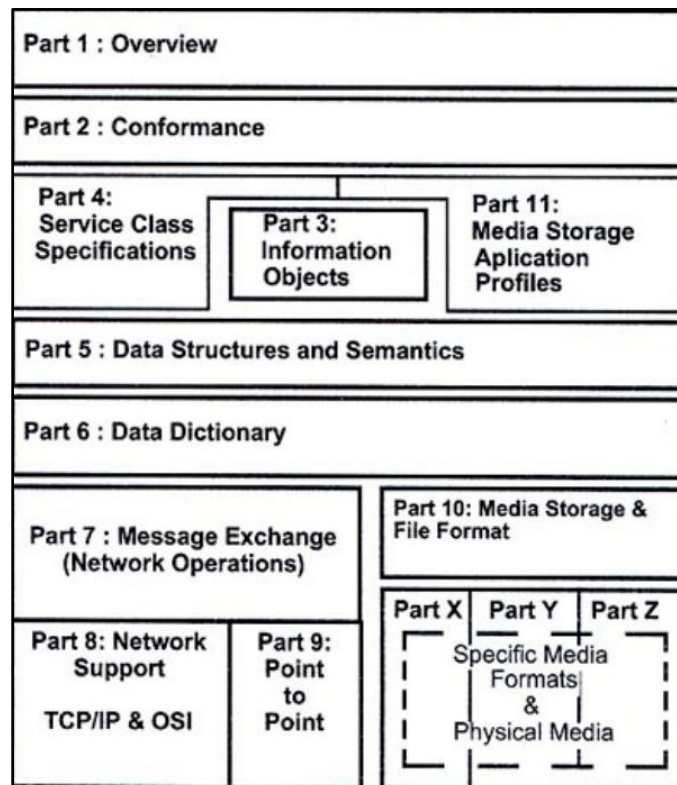 Part 1 : Overview
Part 2 : Conformance
Part 4:
Service Class
Specifications
Part 3:
Information
Objects
Part 11:
Media Storage
Aplication
Profiles
Part 5 : Data Structures and Semantics
Part 6 : Data Dictionary
Part 7 : Message Exchange
(Network Operations)
Part 8: Network
Support
TCP/IP & OSI
Part 9:
Point
to
Point
Part 10: Media Storage &
File Format
Part X Part Y Part Z
Specific Media
Formats
&
Physical Media